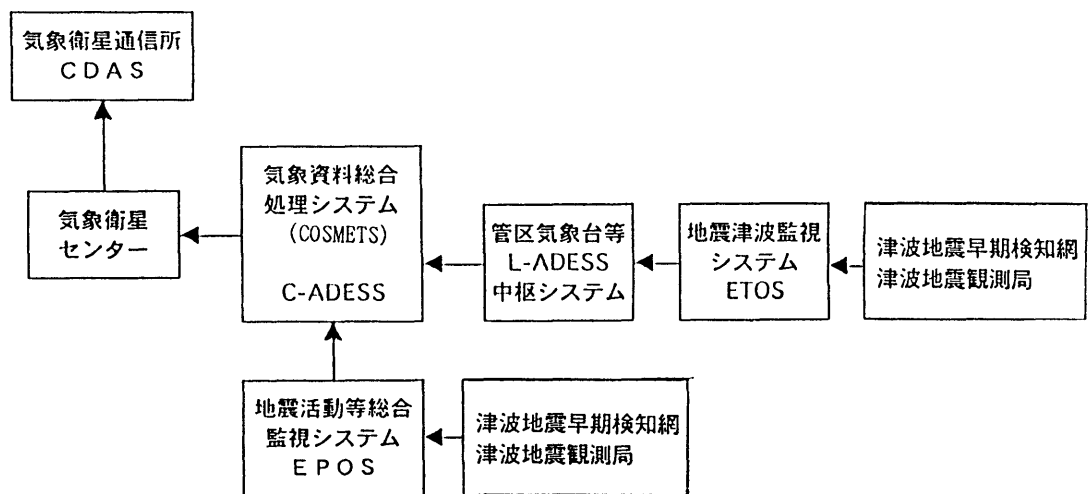 気象衛星通信所
CDAS
気象衛星
センター
気象資料総合
処理システム
(COSMETS)
C-ADESS
管区気象台等
L-ADESS
中枢システム
地震津波監視
システム
ETOS
津波地震早期検知網
津波地震観測局
地震活動等総合
監視システム
EPOS
津波地震早期検知網
津波地震観測局